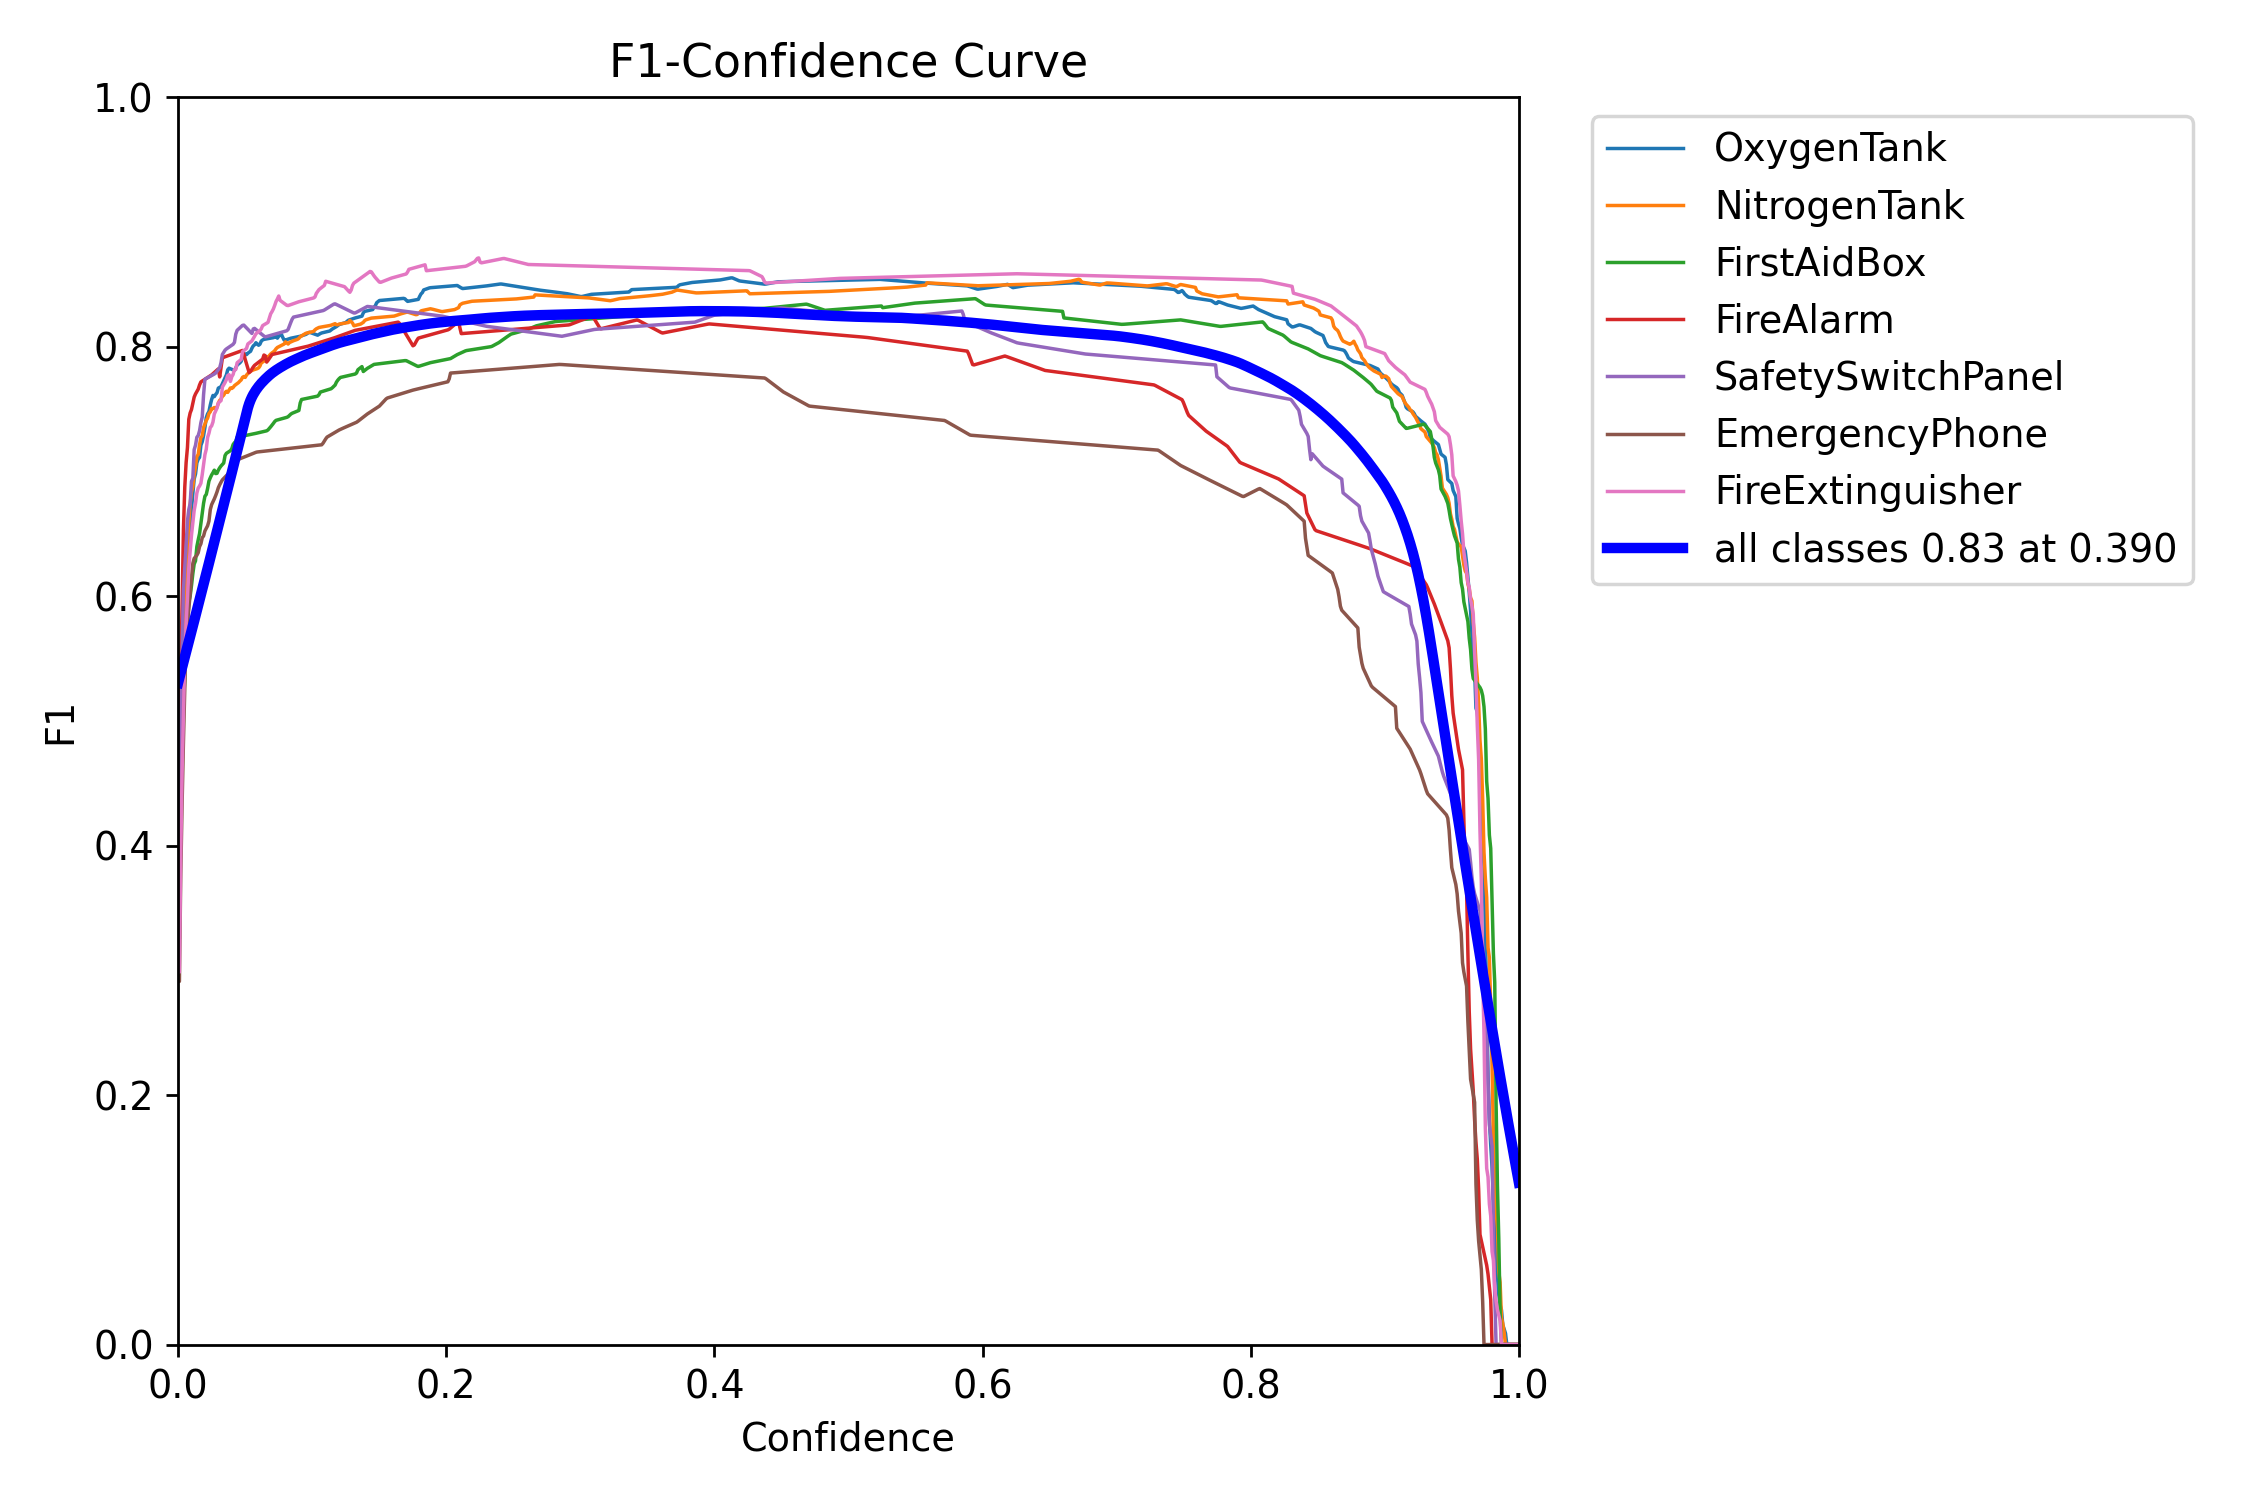 F1-Confidence Curve
1.0
0.8
0.6
0.4
0.2
0.0
F1
0.0 0.2 0.4 0.6 0.8 1.0
Confidence
OxygenTank
NitrogenTank
FirstAidBox
FireAlarm
SafetySwitchPanel
EmergencyPhone
FireExtinguisher
all classes 0.83 at 0.390